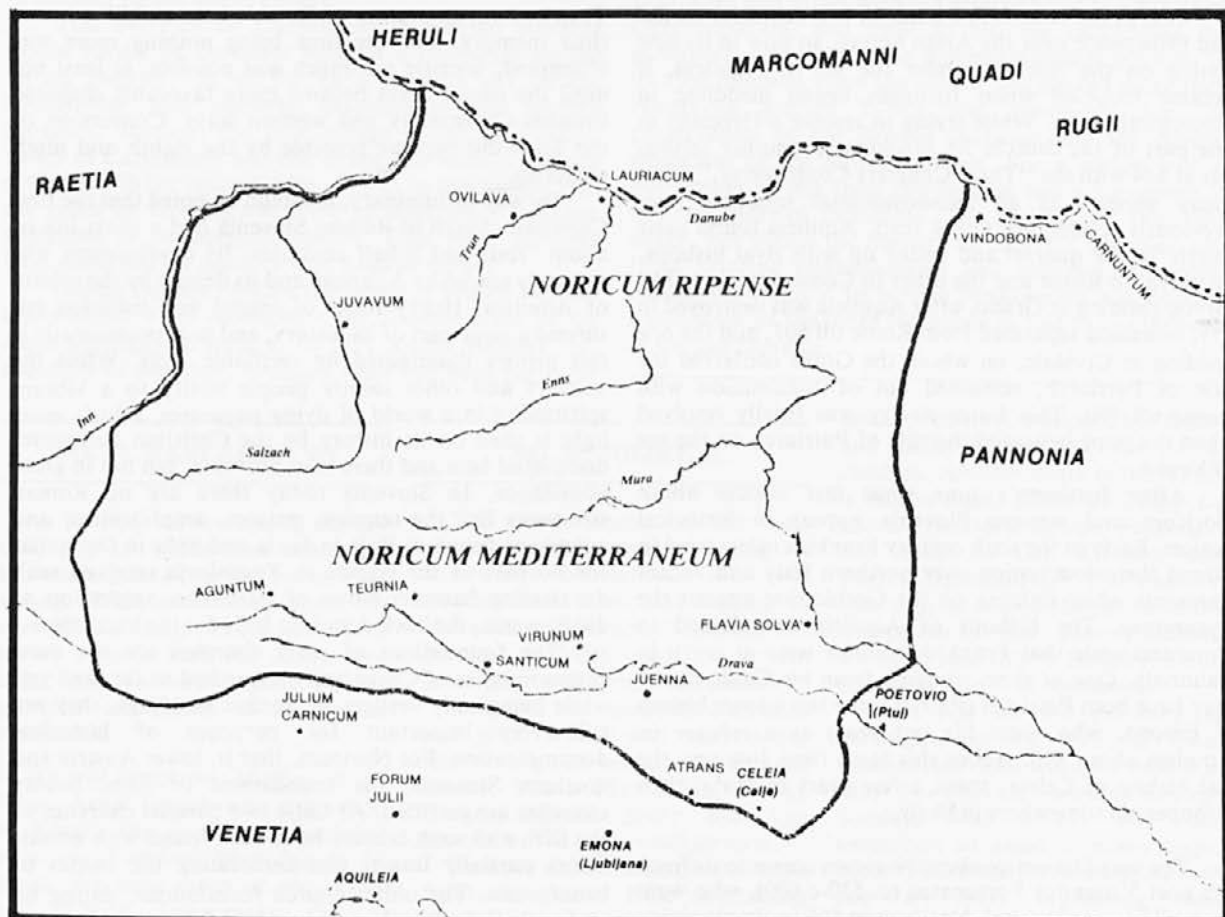 HERULI
MARCOMANNI
QUADI
RUGII
RAETIA
LAURIACUM
OVILAVA
Danube
VINDOBONA
CARNUNTUM
Traun
NORICUM RIPENSE
JUVAVUM
Enns
Inn
Salzach
PANNONIA
Mura
NORICUM MEDITERRANEUM
AGUNTUM
TEURNIA
FLAVIA SOLVA
VIRUNUM
SANTICUM
Drava
JUENNA
POETOVIO
(Ptuj)
JULIUM
CARNICUM
ATRANS
CELEIA
(Celje)
FORUM
JULII
VENETIA
EMONA
(Ljubljana)
AQUILEIA